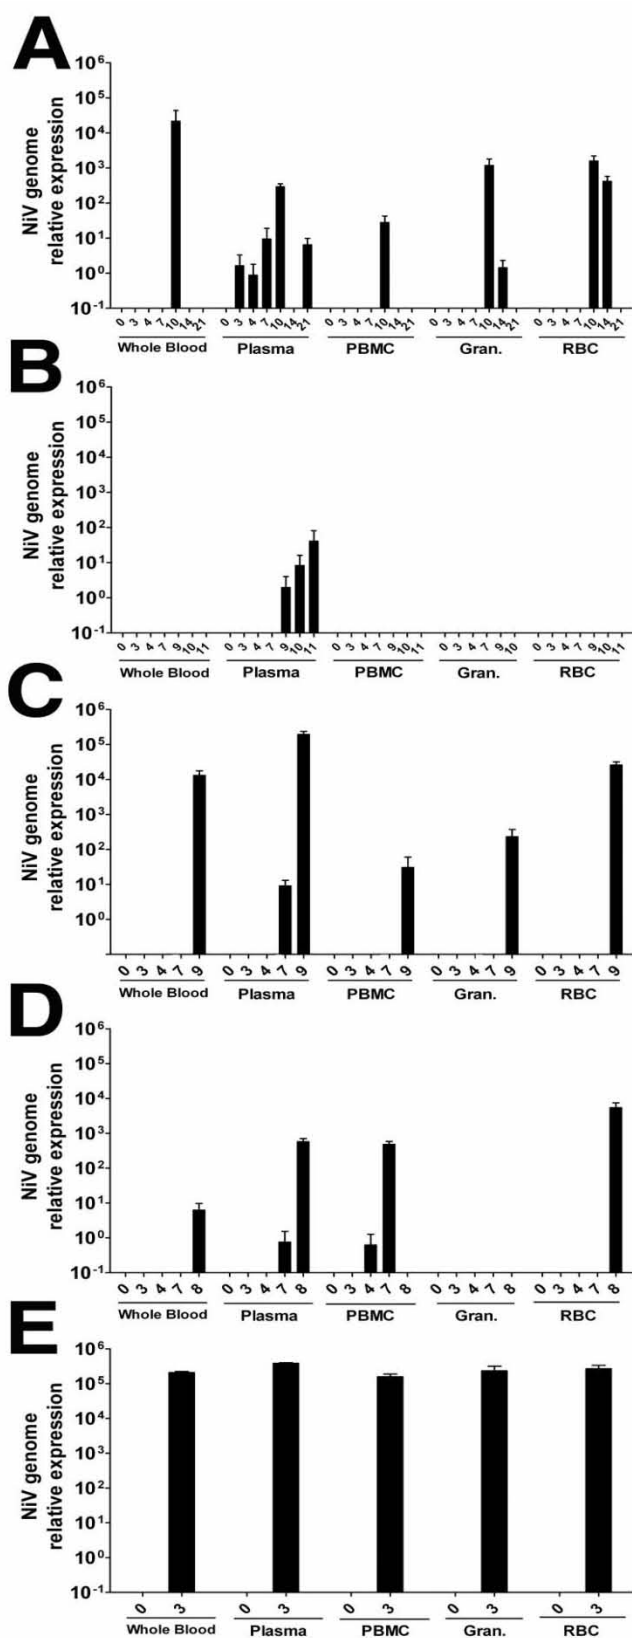 A
NiV genome
relative expression
10⁶
10⁵
10⁴
10³
10²
10¹
10⁰
10⁻¹
0 3 4 7 10 14 21 0 3 4 7 10 14 21 0 3 4 7 10 14 21 0 3 4 7 10 14 21 0 3 4 7 10 14 21
Whole Blood Plasma PBMC Gran. RBC
B
NiV genome
relative expression
10⁶
10⁵
10⁴
10³
10²
10¹
10⁰
10⁻¹
0 3 4 7 9 10 11 0 3 4 7 9 10 11 0 3 4 7 9 10 11 0 3 4 7 9 10 0 3 4 7 9 10 11
Whole Blood Plasma PBMC Gran. RBC
C
NiV genome
relative expression
10⁶
10⁵
10⁴
10³
10²
10¹
10⁰
0 3 4 7 9 0 3 4 7 9 0 3 4 7 9 0 3 4 7 9 0 3 4 7 9
Whole Blood Plasma PBMC Gran. RBC
D
NiV genome
relative expression
10⁶
10⁵
10⁴
10³
10²
10¹
10⁰
10⁻¹
0 3 4 7 8 0 3 4 7 8 0 3 4 7 8 0 3 4 7 8 0 3 4 7 8
Whole Blood Plasma PBMC Gran. RBC
E
NiV genome
relative expression
10⁶
10⁵
10⁴
10³
10²
10¹
10⁰
10⁻¹
0 3 0 3 0 3 0 3 0 3
Whole Blood Plasma PBMC Gran. RBC